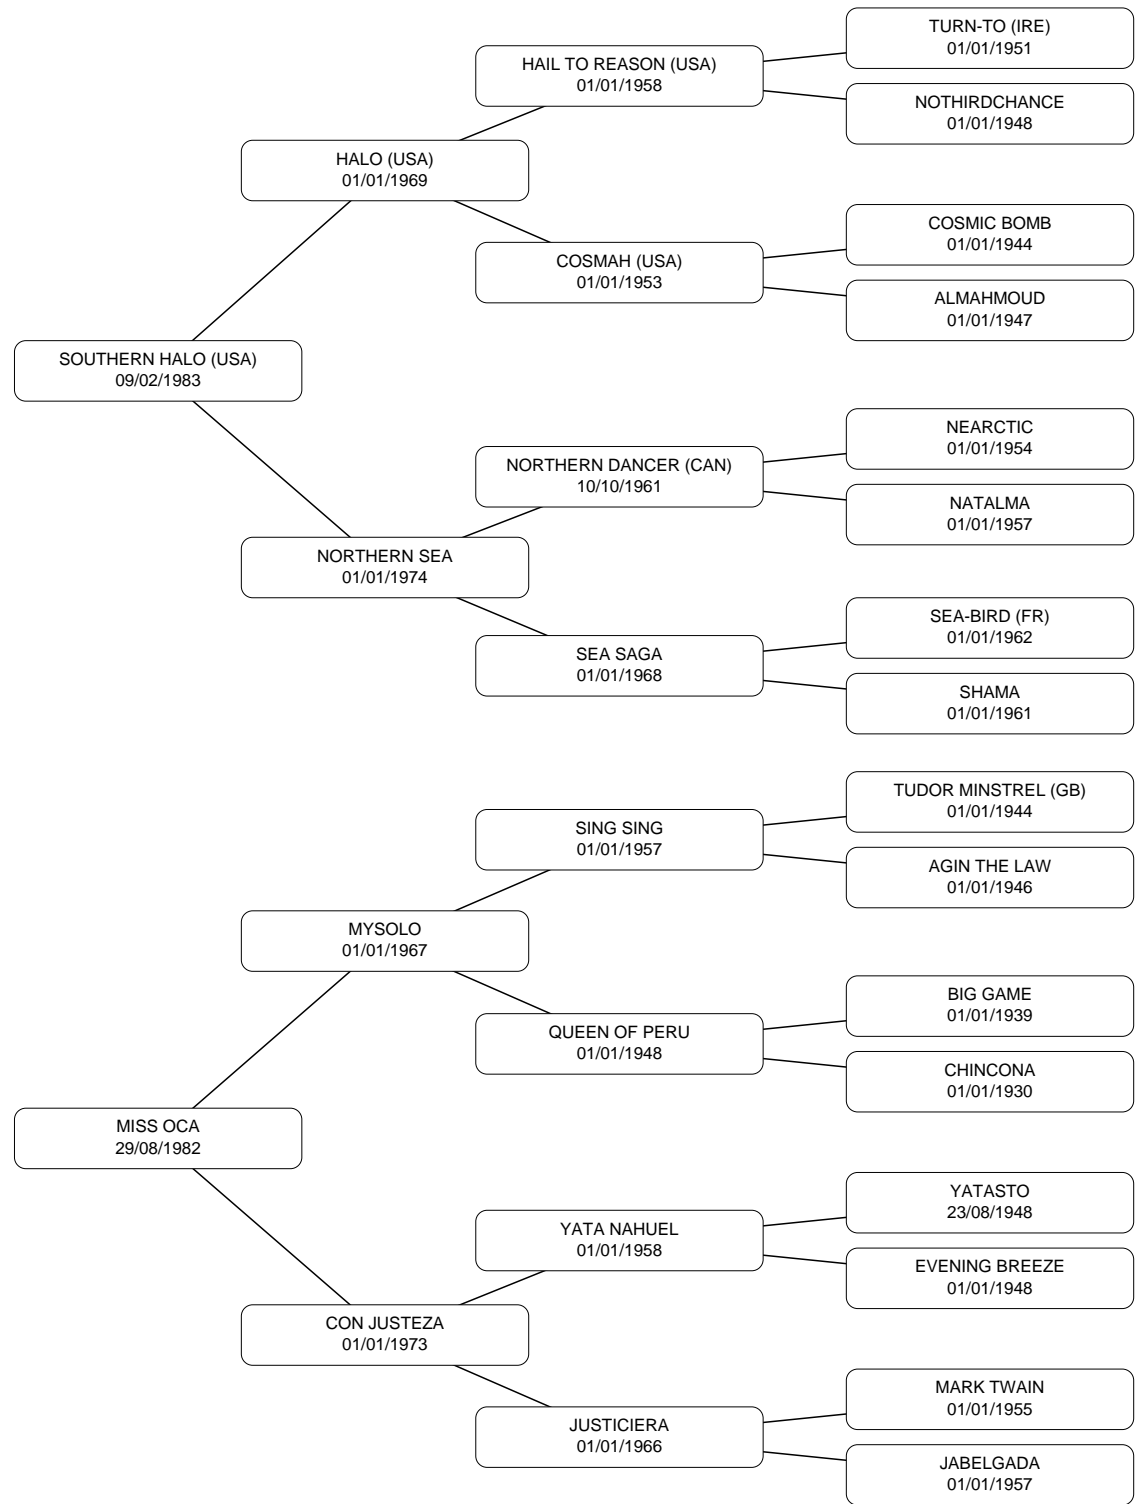 TURN-TO (IRE)
01/01/1951
HAIL TO REASON (USA)
01/01/1958
NOTHIRDCHANCE
01/01/1948
HALO (USA)
01/01/1969
COSMIC BOMB
01/01/1944
COSMAH (USA)
01/01/1953
ALMAHMOUD
01/01/1947
SOUTHERN HALO (USA)
09/02/1983
NEARCTIC
01/01/1954
NORTHERN DANCER (CAN)
10/10/1961
NATALMA
01/01/1957
NORTHERN SEA
01/01/1974
SEA-BIRD (FR)
01/01/1962
SEA SAGA
01/01/1968
SHAMA
01/01/1961
TUDOR MINSTREL (GB)
01/01/1944
SING SING
01/01/1957
AGIN THE LAW
01/01/1946
MYSOLO
01/01/1967
BIG GAME
01/01/1939
QUEEN OF PERU
01/01/1948
CHINCONA
01/01/1930
MISS OCA
29/08/1982
YATASTO
23/08/1948
YATA NAHUEL
01/01/1958
EVENING BREEZE
01/01/1948
CON JUSTEZA
01/01/1973
MARK TWAIN
01/01/1955
JUSTICIERA
01/01/1966
JABELGADA
01/01/1957